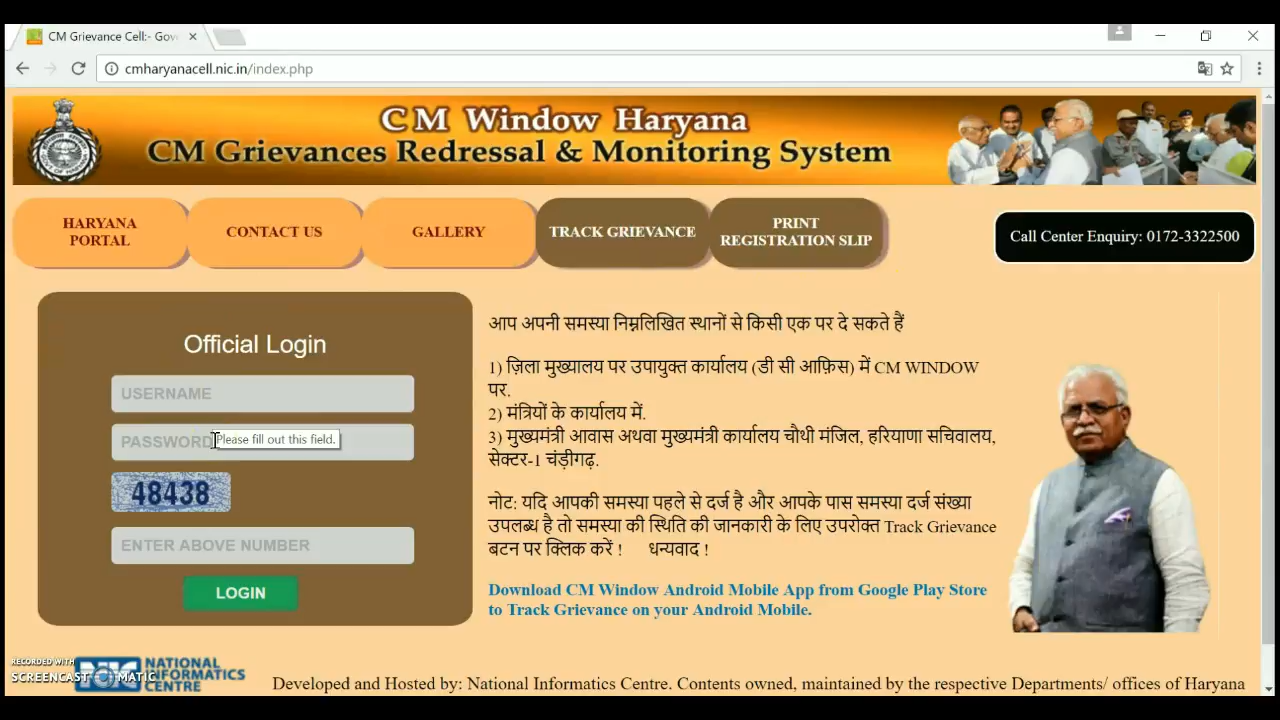 CM Grievance Cell:- Gov
cmharyanacell.nic.in/index.php
CM Window Haryana
CM Grievances Redressal & Monitoring System
HARYANA
PORTAL
CONTACT US
GALLERY
TRACK GRIEVANCE
PRINT
REGISTRATION SLIP
Call Center Enquiry: 0172-3322500
Official Login
USERNAME
PASSWORD
Please fill out this field.
48438
ENTER ABOVE NUMBER
LOGIN
आप अपनी समस्या निम्नलिखित स्थानों से किसी एक पर दे सकते हैं
1) ज़िला मुख्यालय पर उपायुक्त कार्यालय (डी सी आफ़िस) में CM WINDOW
पर.
2) मंत्रियों के कार्यालय में.
3) मुख्यमंत्री आवास अथवा मुख्यमंत्री कार्यालय चौथी मंजिल, हरियाणा सचिवालय,
सेक्टर-1 चंड़ीगढ़.
नोट: यदि आपकी समस्या पहले से दर्ज है और आपके पास समस्या दर्ज संख्या
उपलब्ध है तो समस्या की स्थिति की जानकारी के लिए उपरोक्त Track Grievance
बटन पर क्लिक करें ! धन्यवाद !
Download CM Window Android Mobile App from Google Play Store
to Track Grievance on your Android Mobile.
RECORDED WITH
SCREENCAST MATIC
NIC
NATIONAL
INFORMATICS
CENTRE
Developed and Hosted by: National Informatics Centre. Contents owned, maintained by the respective Departments/ offices of Haryana